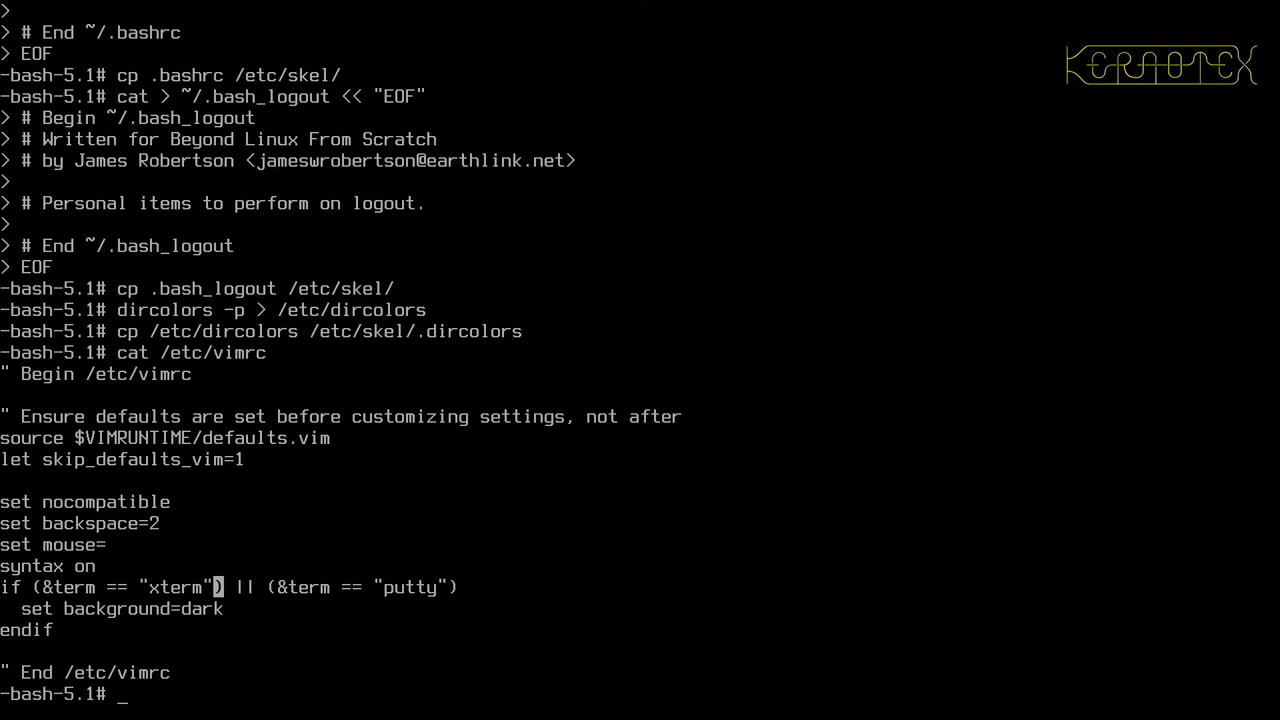 >
> # End ~/.bashrc
> EOF
-bash-5.1# cp .bashrc /etc/skel/
KERNOTEX
-bash-5.1# cat > ~/.bash_logout << "EOF"
> # Begin ~/.bash_logout
> # Written for Beyond Linux From Scratch
> # by James Robertson <jameswrobertson@earthlink.net>
>
> # Personal items to perform on logout.
>
> # End ~/.bash_logout
> EOF
-bash-5.1# cp .bash_logout /etc/skel/
-bash-5.1# dircolors -p > /etc/dircolors
-bash-5.1# cp /etc/dircolors /etc/skel/.dircolors
-bash-5.1# cat /etc/vimrc
" Begin /etc/vimrc

" Ensure defaults are set before customizing settings, not after
source $VIMRUNTIME/defaults.vim
let skip_defaults_vim=1

set nocompatible
set backspace=2
set mouse=
syntax on
if (&term == "xterm") || (&term == "putty")
  set background=dark
endif

" End /etc/vimrc
-bash-5.1# _